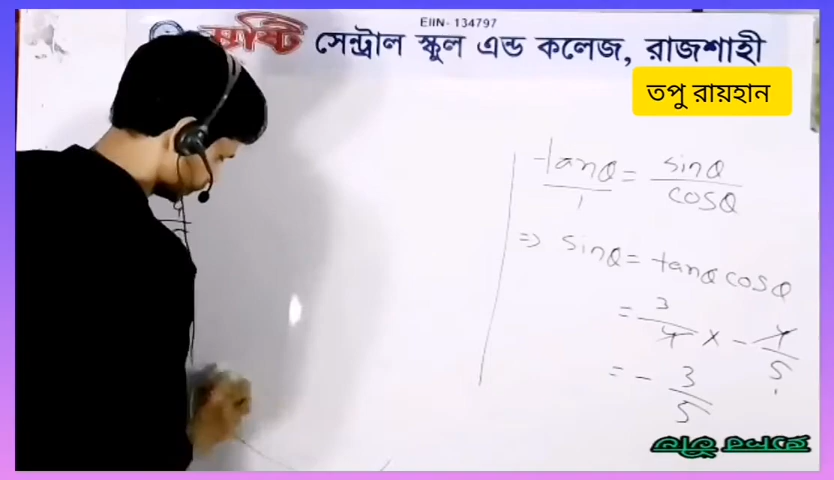 EIIN- 134797
সৃষ্টি সেন্ট্রাল স্কুল এন্ড কলেজ, রাজশাহী
তপু রায়হান
tanθ/1 = sinθ/cosθ
⇒ sinθ = tanθ cosθ
= 3/4 × - 4/5
= - 3/5